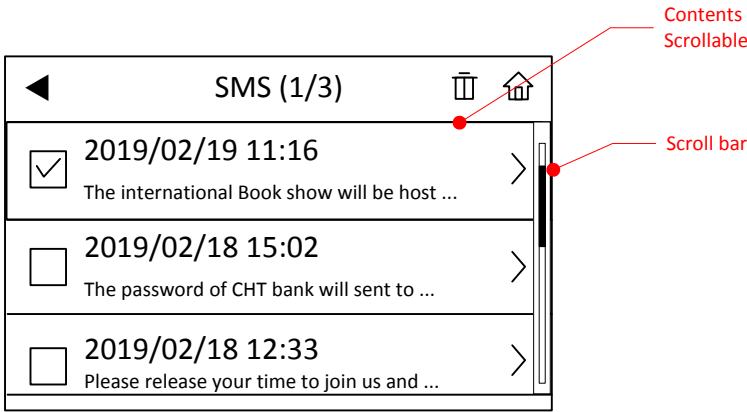 Contents
Scrollable
SMS (1/3)
Scroll bar
2019/02/19 11:16
The international Book show will be host ...
2019/02/18 15:02
The password of CHT bank will sent to ...
2019/02/18 12:33
Please release your time to join us and ...